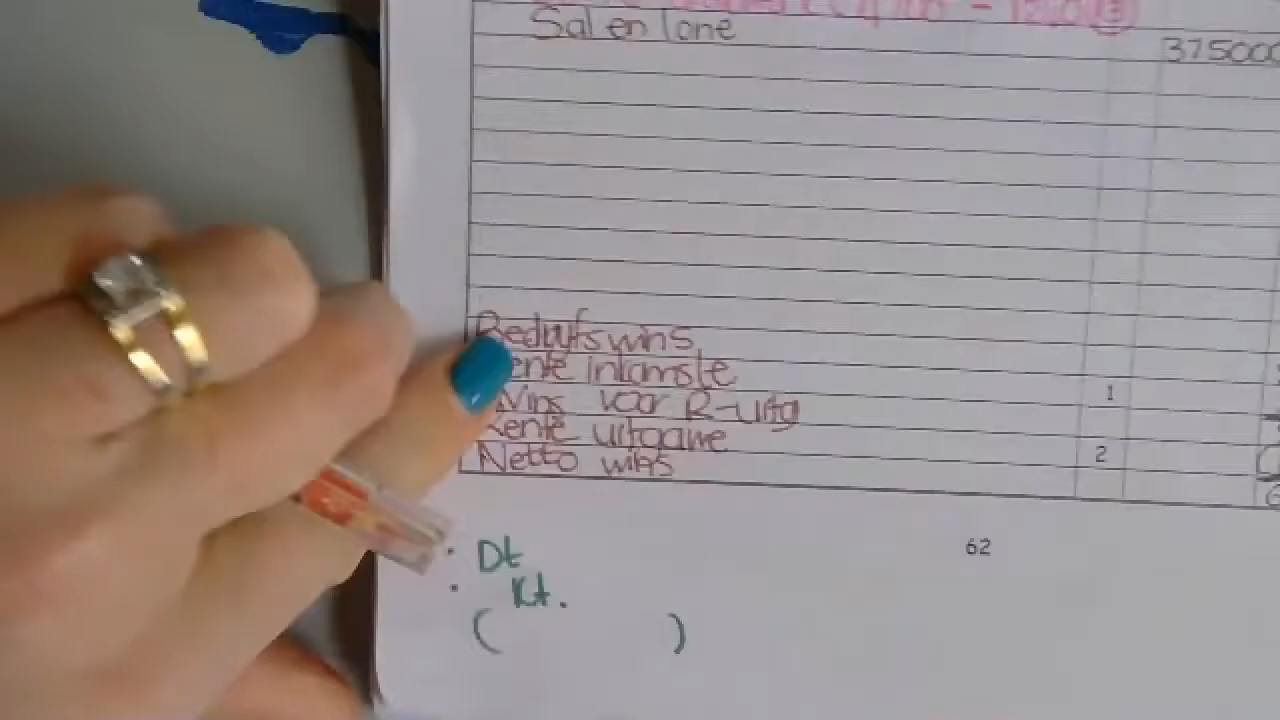 Sal en lone 375000
Bedryfswins
Rente inkomste 1
Wins voor R-uitg
Rente uitgawe 2
Netto wins
62
Dt
Kt.
( )